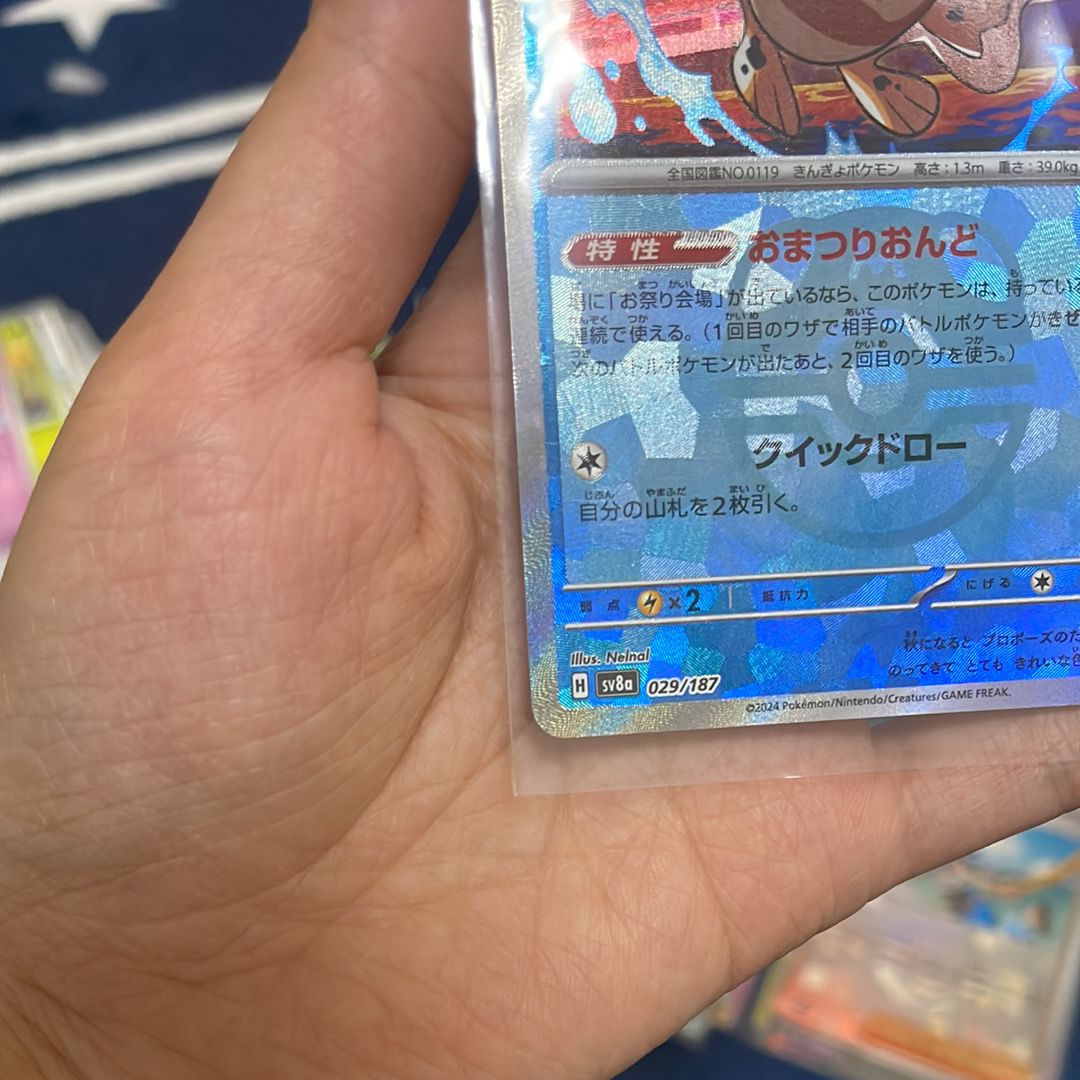 全国図鑑NO.0119 きんぎょポケモン 高さ:1.3m 重さ:39.0kg
特性 おまつりおんど
場に「お祭り会場」が出ているなら、このポケモンは、持っている
連続で使える。(1回目のワザで相手のバトルポケモンがきぜ
次のバトルポケモンが出たあと、2回目のワザを使う。)
クイックドロー
自分の山札を2枚引く。
弱点 ×2 抵抗力 にげる
秋になると プロポーズのた
のってきて とても きれいな
Illus. Nelnal
H sv8a 029/187
©2024 Pokémon/Nintendo/Creatures/GAME FREAK.